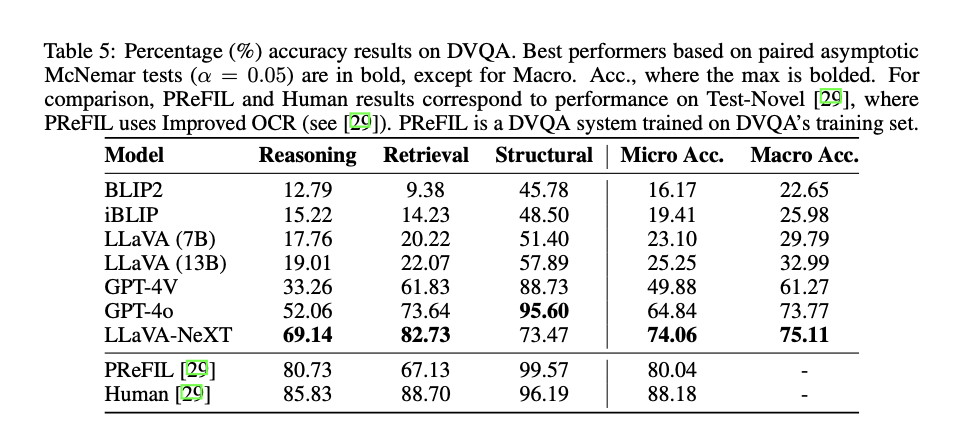 Table 5: Percentage (%) accuracy results on DVQA. Best performers based on paired asymptotic
McNemar tests (α = 0.05) are in bold, except for Macro. Acc., where the max is bolded. For
comparison, PReFIL and Human results correspond to performance on Test-Novel [29], where
PReFIL uses Improved OCR (see [29]). PReFIL is a DVQA system trained on DVQA's training set.
Model Reasoning Retrieval Structural Micro Acc. Macro Acc.
BLIP2 12.79 9.38 45.78 16.17 22.65
iBLIP 15.22 14.23 48.50 19.41 25.98
LLaVA (7B) 17.76 20.22 51.40 23.10 29.79
LLaVA (13B) 19.01 22.07 57.89 25.25 32.99
GPT-4V 33.26 61.83 88.73 49.88 61.27
GPT-4o 52.06 73.64 95.60 64.84 73.77
LLaVA-NeXT 69.14 82.73 73.47 74.06 75.11
PReFIL [29] 80.73 67.13 99.57 80.04 -
Human [29] 85.83 88.70 96.19 88.18 -